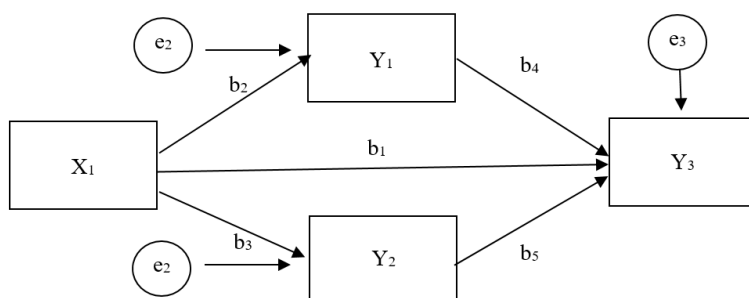 e₂
Y₁
e₃
b₂
b₄
X₁
b₁
Y₃
b₃
e₂
Y₂
b₅